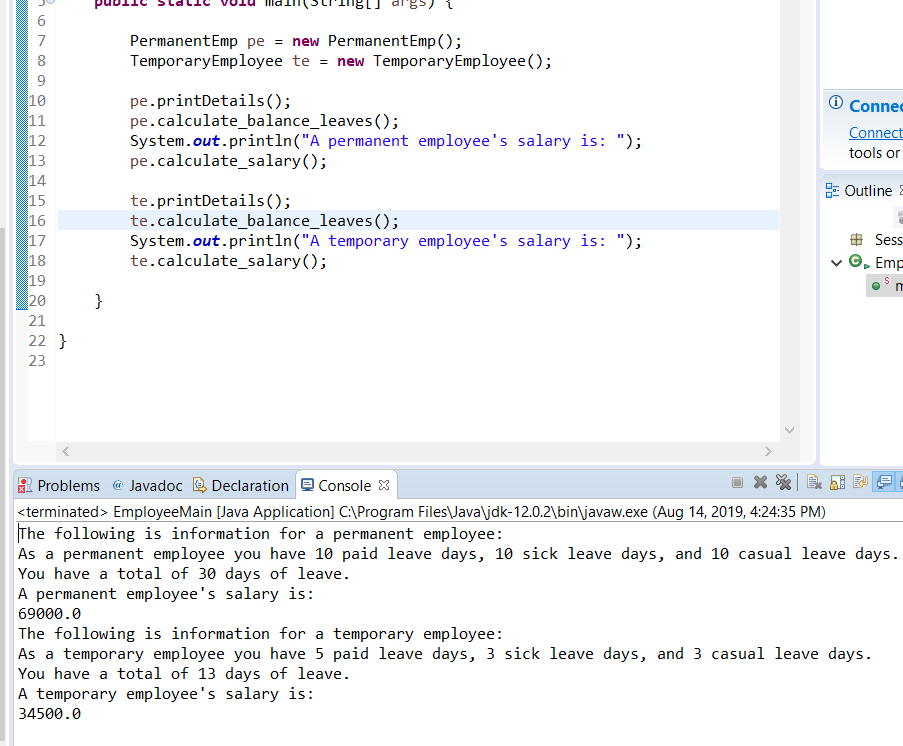 5 public static void main(String[] args) {
6
7 PermanentEmp pe = new PermanentEmp();
8 TemporaryEmployee te = new TemporaryEmployee();
9
10 pe.printDetails();
11 pe.calculate_balance_leaves();
12 System.out.println("A permanent employee's salary is: ");
13 pe.calculate_salary();
14
15 te.printDetails();
16 te.calculate_balance_leaves();
17 System.out.println("A temporary employee's salary is: ");
18 te.calculate_salary();
19
20 }
21
22 }
23
Connec
Connect
tools or
Outline
Sess
Emp
m
Problems @ Javadoc Declaration Console
<terminated> EmployeeMain [Java Application] C:\Program Files\Java\jdk-12.0.2\bin\javaw.exe (Aug 14, 2019, 4:24:35 PM)
The following is information for a permanent employee:
As a permanent employee you have 10 paid leave days, 10 sick leave days, and 10 casual leave days.
You have a total of 30 days of leave.
A permanent employee's salary is:
69000.0
The following is information for a temporary employee:
As a temporary employee you have 5 paid leave days, 3 sick leave days, and 3 casual leave days.
You have a total of 13 days of leave.
A temporary employee's salary is:
34500.0